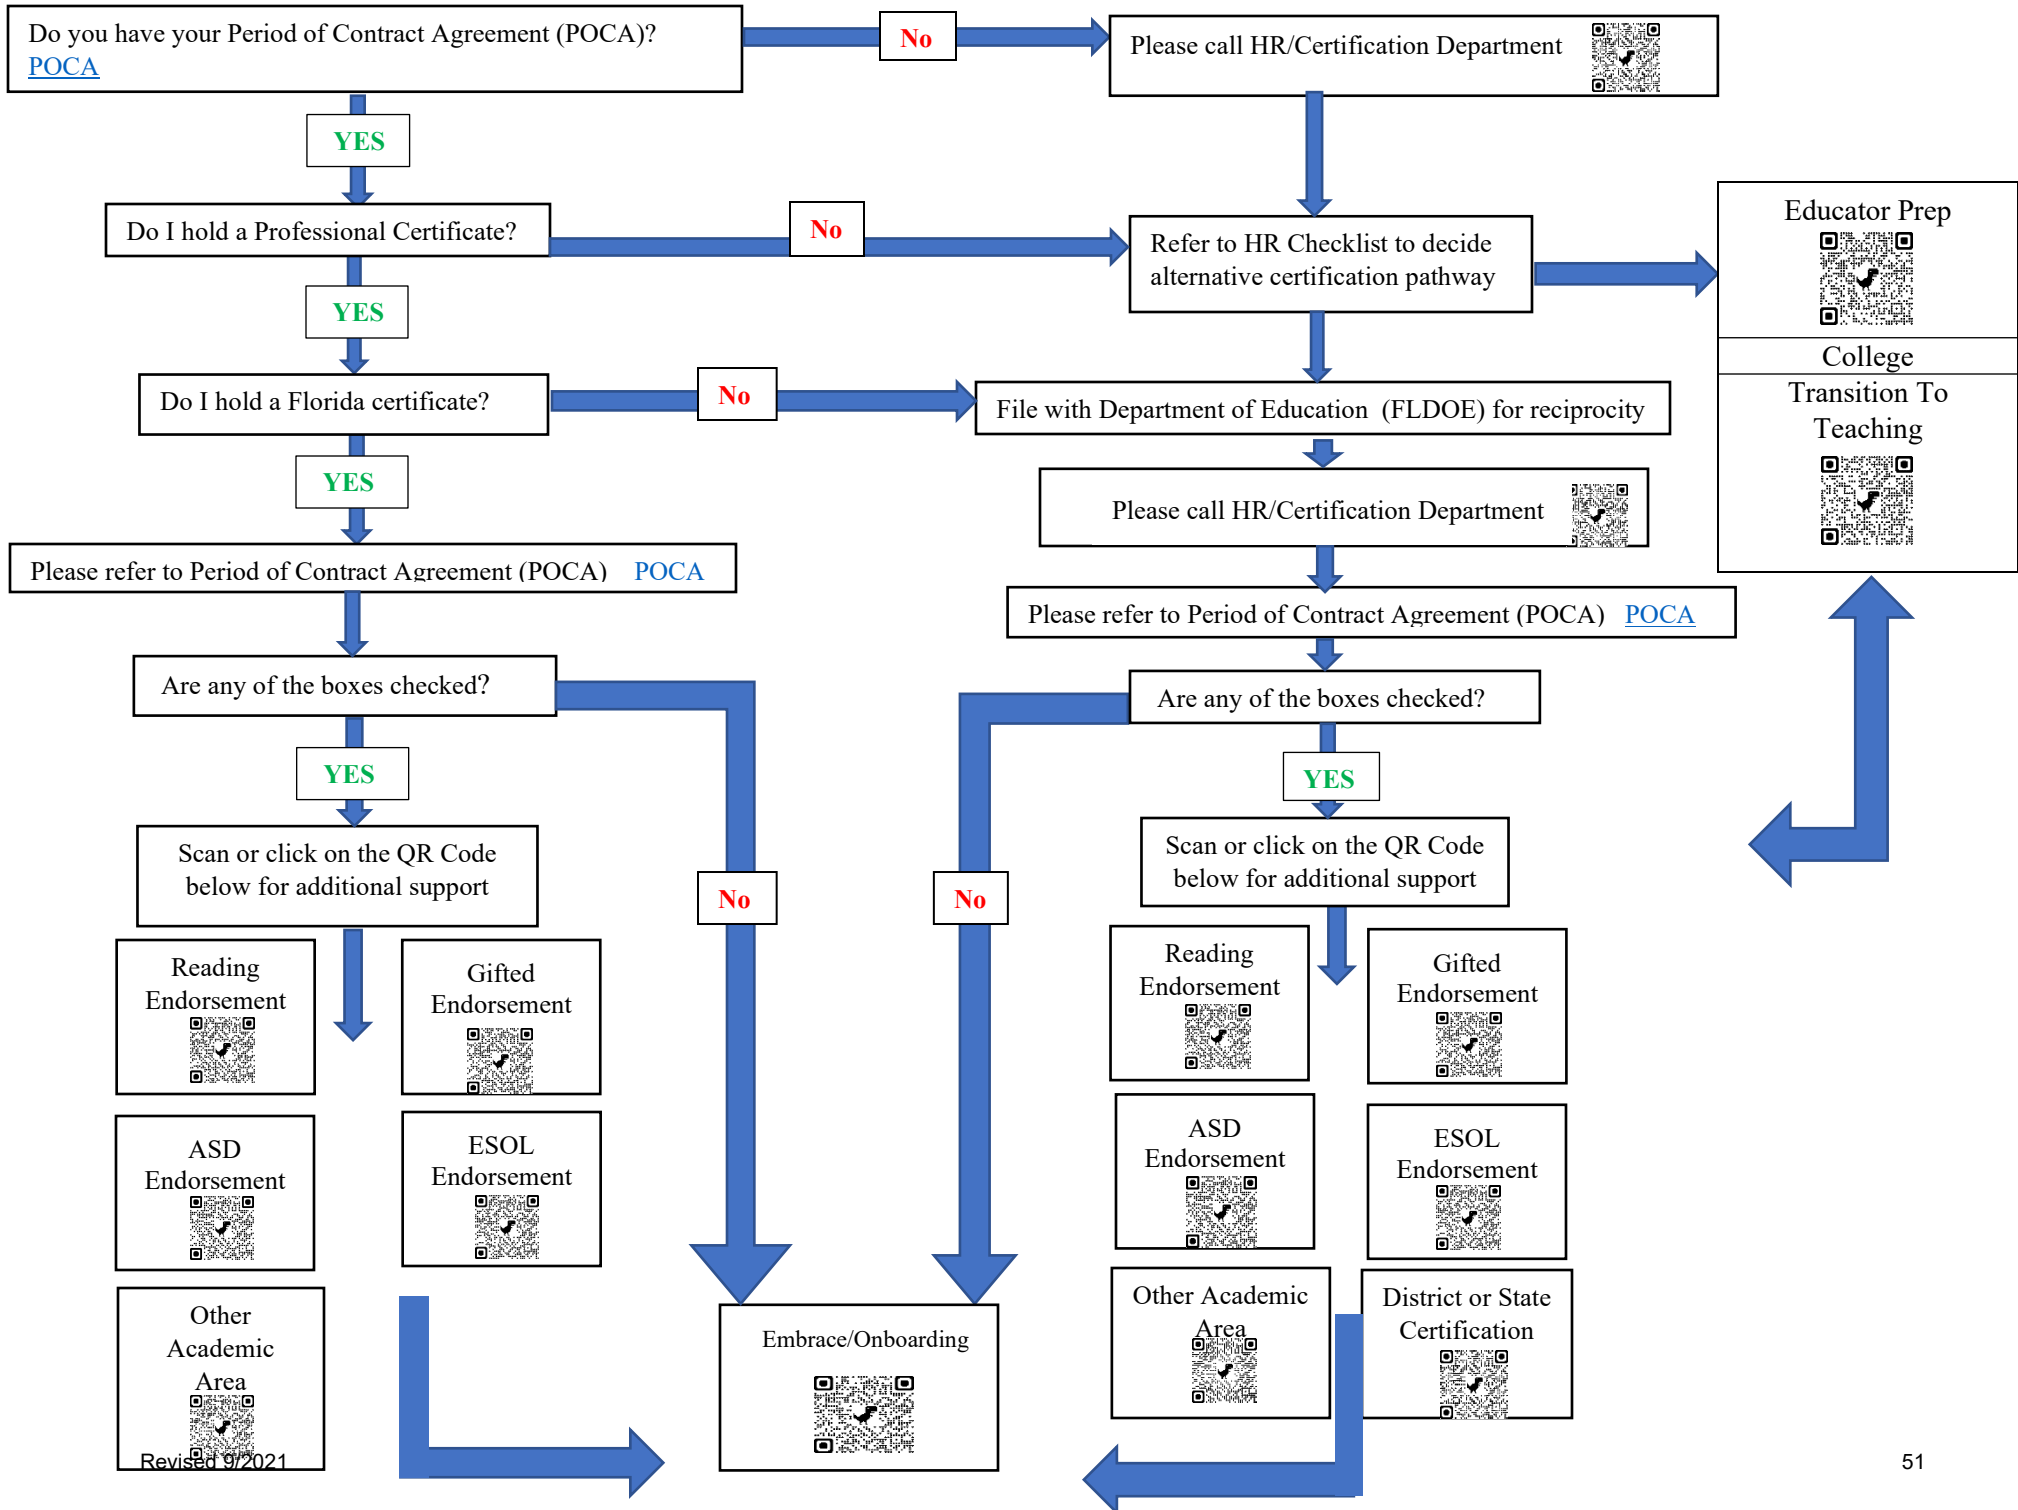 Do you have your Period of Contract Agreement (POCA)?
POCA
No
Please call HR/Certification Department
YES
Do I hold a Professional Certificate?
No
Refer to HR Checklist to decide
alternative certification pathway
Educator Prep
College
Transition To
Teaching
YES
Do I hold a Florida certificate?
No
File with Department of Education (FLDOE) for reciprocity
YES
Please call HR/Certification Department
Please refer to Period of Contract Agreement (POCA) POCA
Please refer to Period of Contract Agreement (POCA) POCA
Are any of the boxes checked?
Are any of the boxes checked?
YES
YES
Scan or click on the QR Code
below for additional support
No
No
Scan or click on the QR Code
below for additional support
Reading
Endorsement
Gifted
Endorsement
Reading
Endorsement
Gifted
Endorsement
ASD
Endorsement
ESOL
Endorsement
ASD
Endorsement
ESOL
Endorsement
Other
Academic
Area
Embrace/Onboarding
Other Academic
Area
District or State
Certification
Revised 9/2021
51